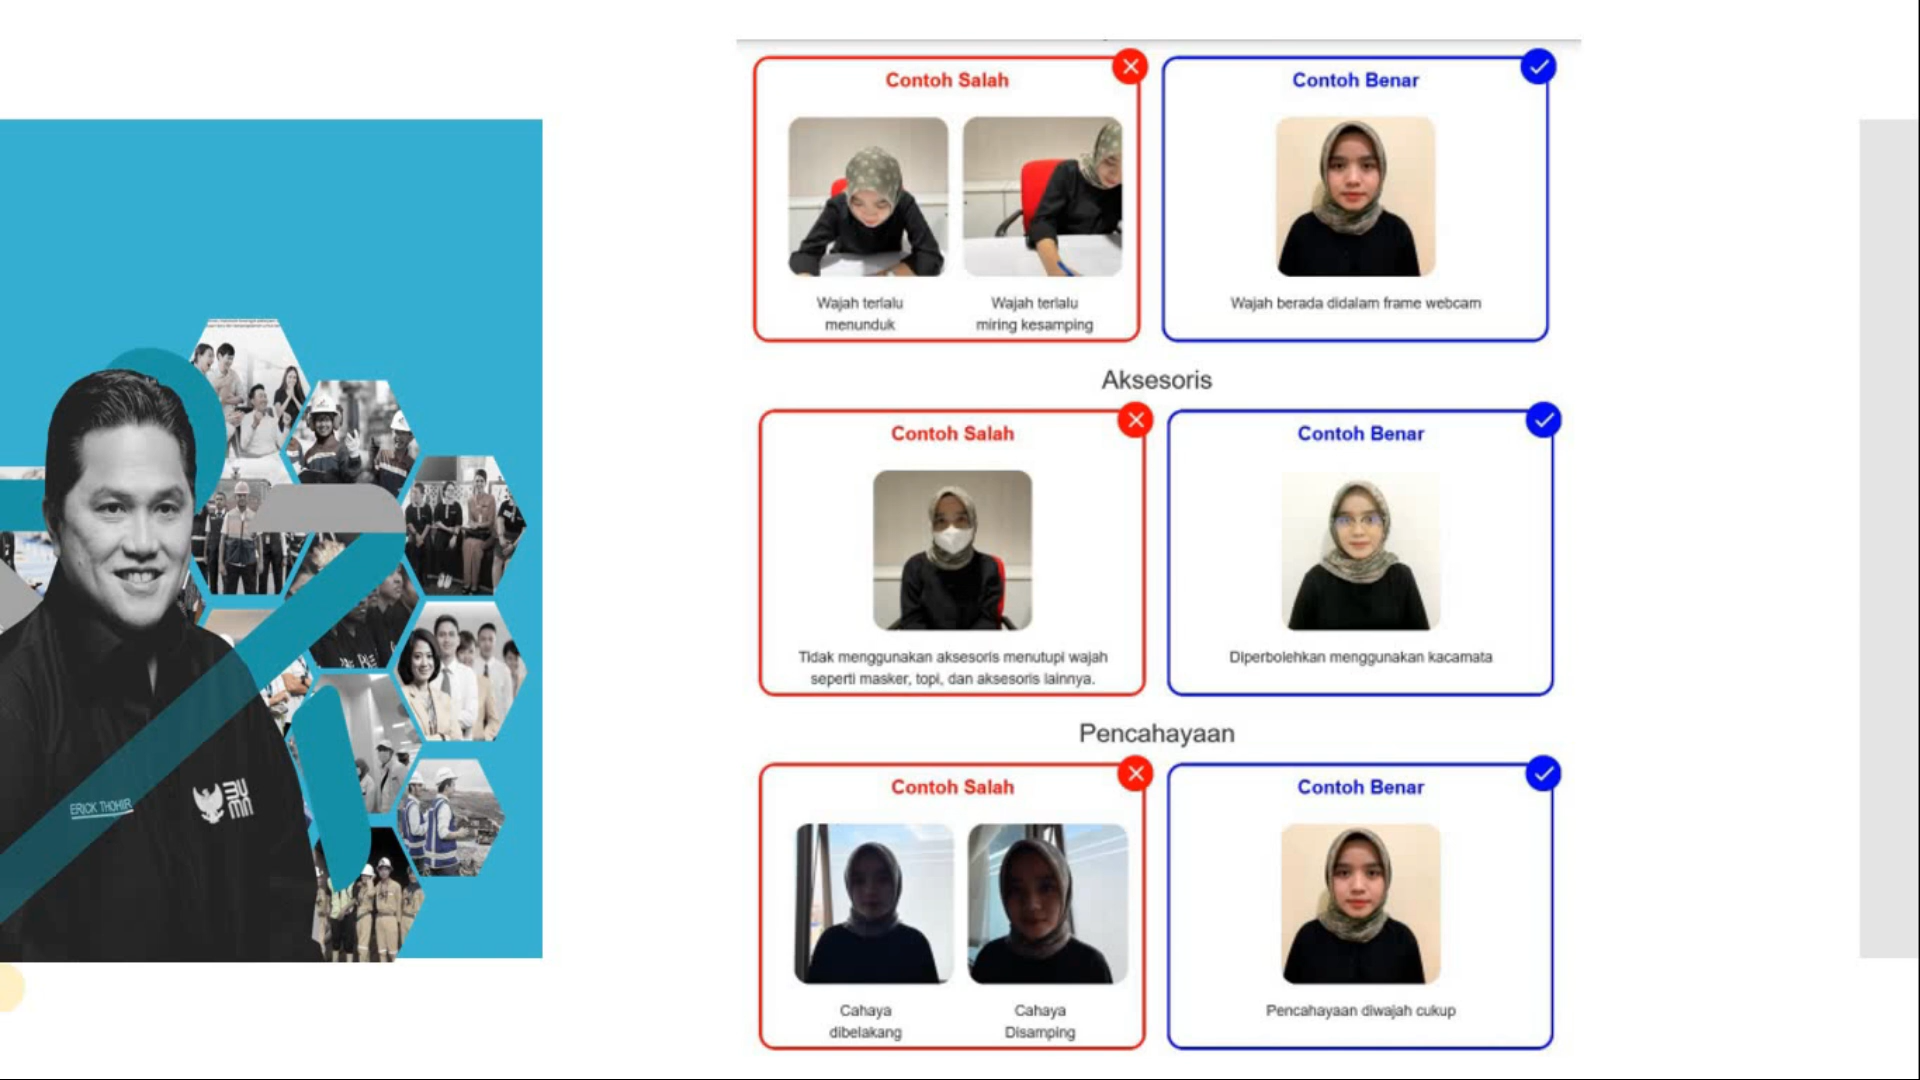 ERICK THOHIR
BUMN
Contoh Salah
Contoh Benar
Wajah terlalu
menunduk
Wajah terlalu
miring kesamping
Wajah berada didalam frame webcam
Aksesoris
Contoh Salah
Contoh Benar
Tidak menggunakan aksesoris menutupi wajah
seperti masker, topi, dan aksesoris lainnya.
Diperbolehkan menggunakan kacamata
Pencahayaan
Contoh Salah
Contoh Benar
Cahaya
dibelakang
Cahaya
Disamping
Pencahayaan diwajah cukup